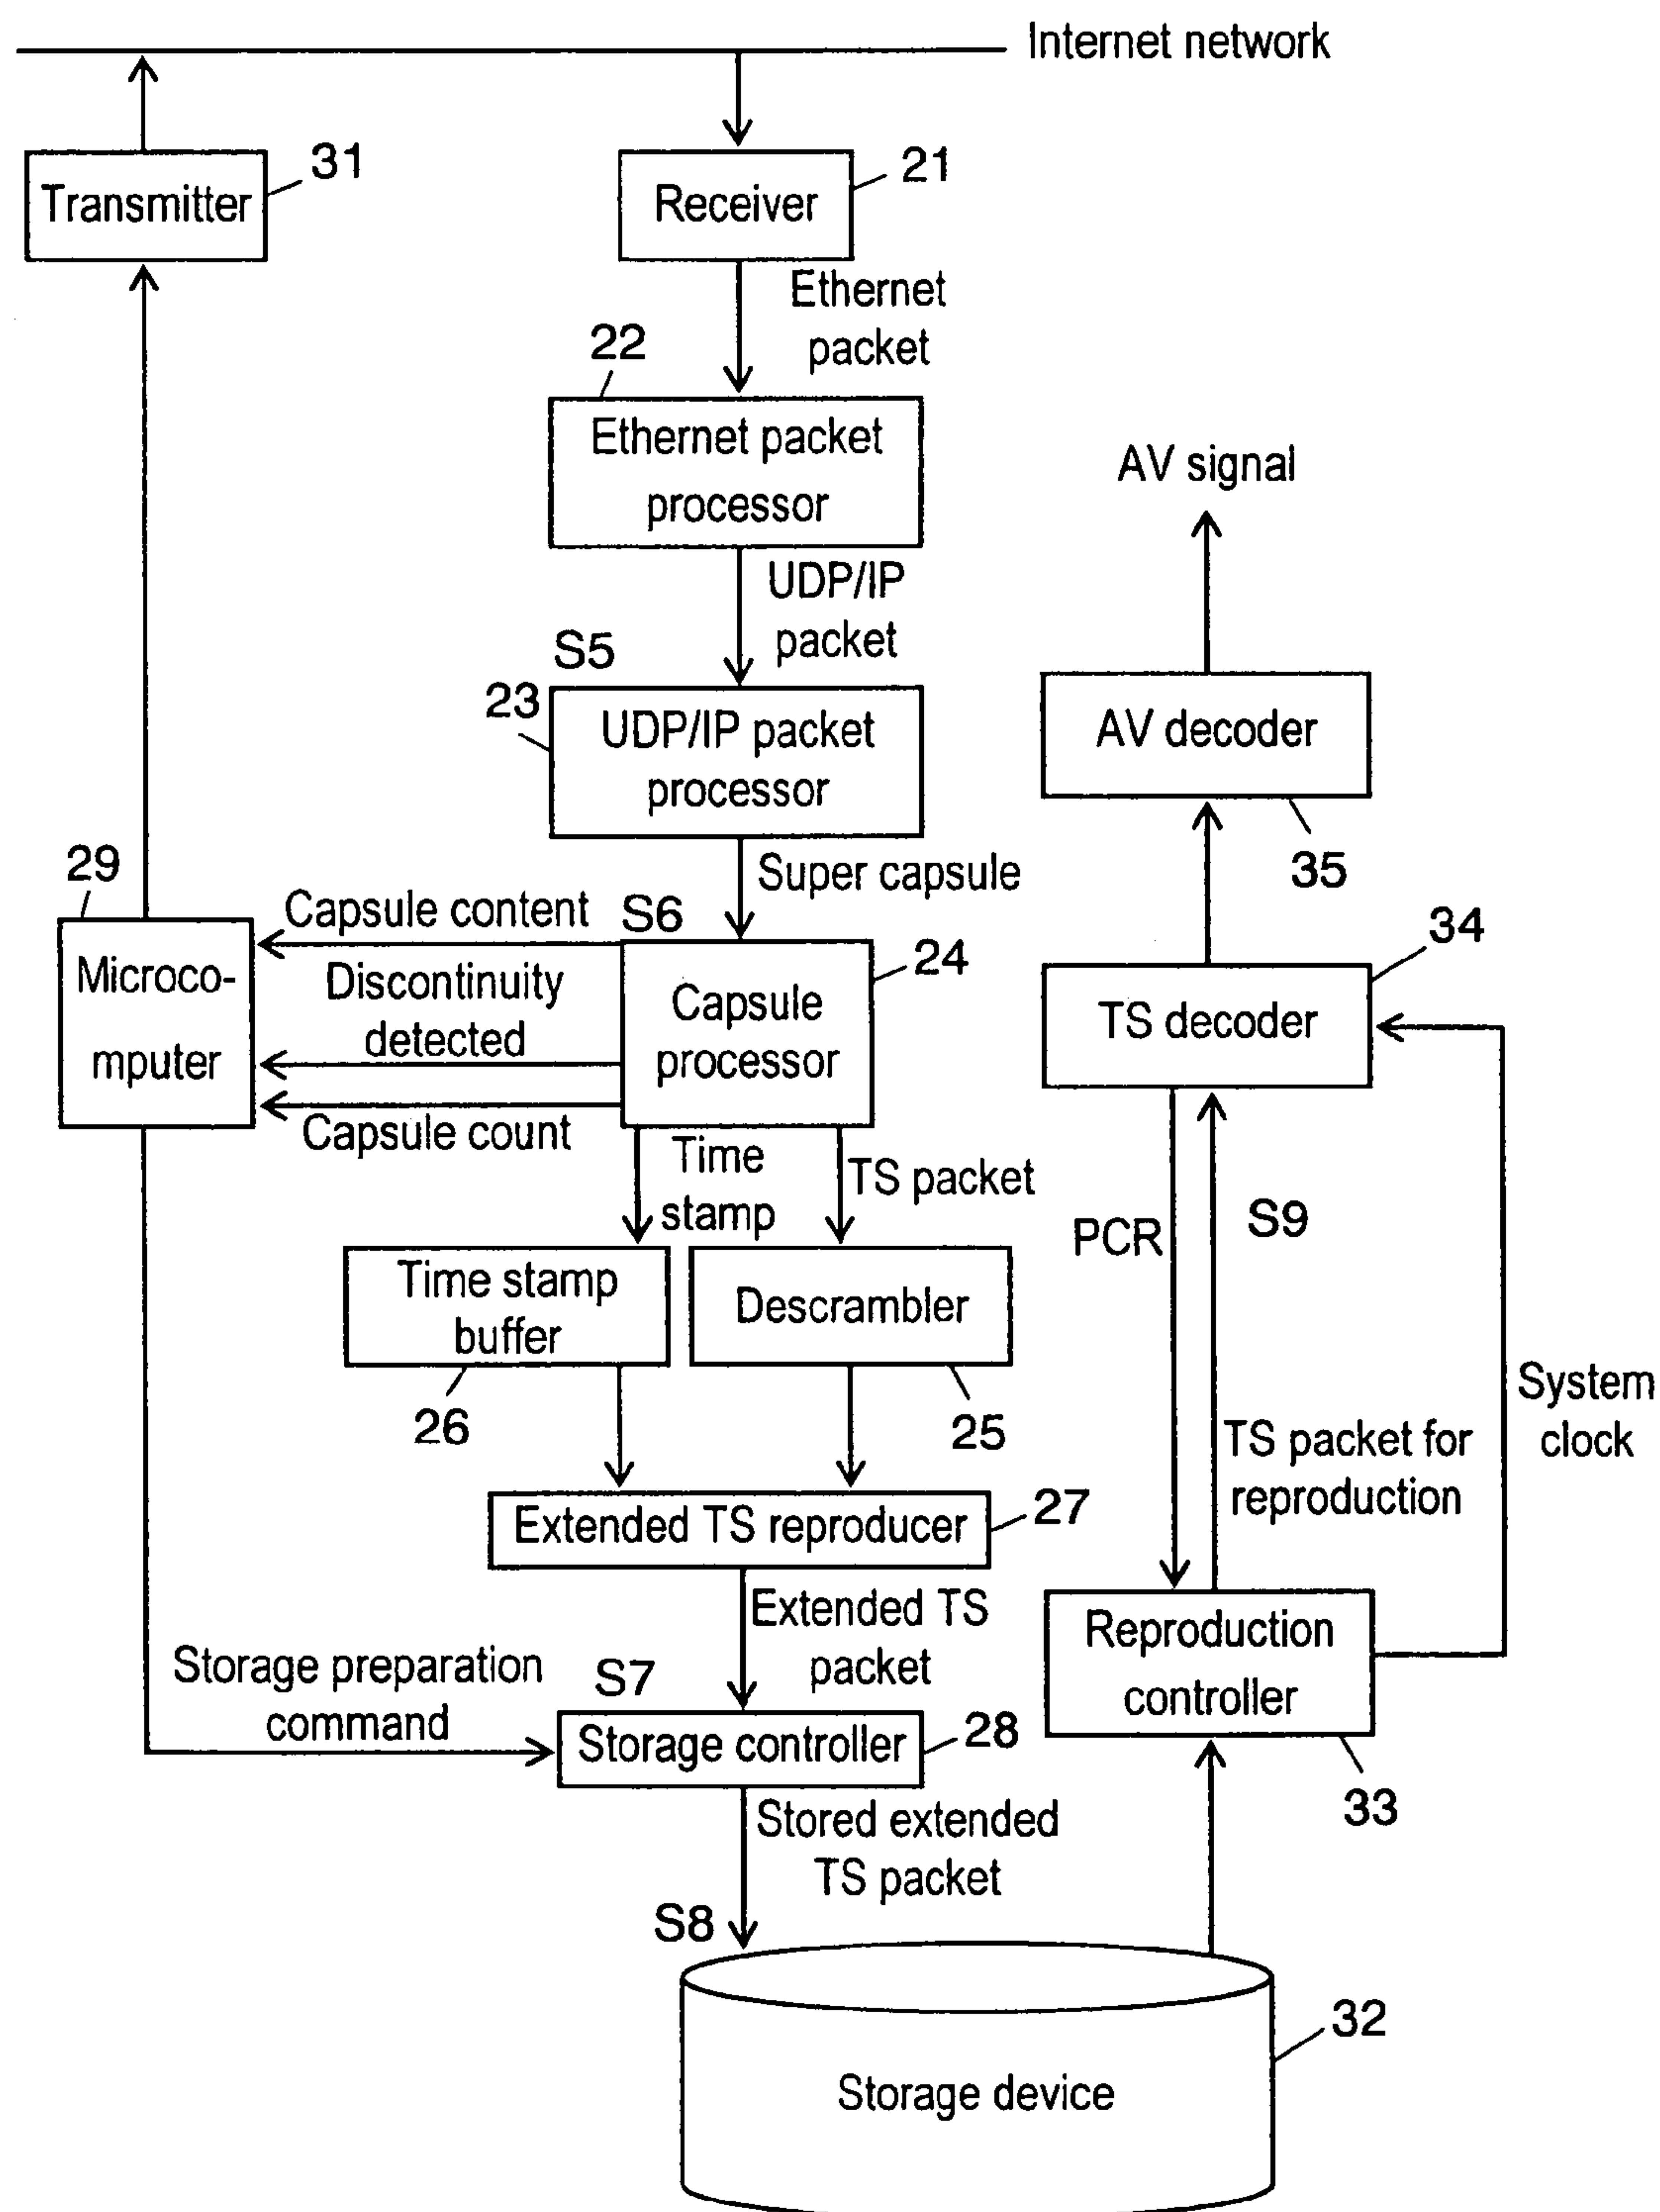 Internet network
31
Transmitter
21
Receiver
Ethernet
packet
22
Ethernet packet
processor
AV signal
UDP/IP
packet
S5
23
UDP/IP packet
processor
AV decoder
35
29
Super capsule
Capsule content
S6
34
24
Microco-
mputer
Discontinuity
detected
Capsule
processor
TS decoder
Capsule count
Time
stamp
TS packet
PCR
S9
Time stamp
buffer
Descrambler
26
25
System
clock
TS packet for
reproduction
Extended TS reproducer
27
Extended TS
packet
Reproduction
controller
Storage preparation
command
S7
Storage controller
28
33
Stored extended
TS packet
S8
32
Storage device